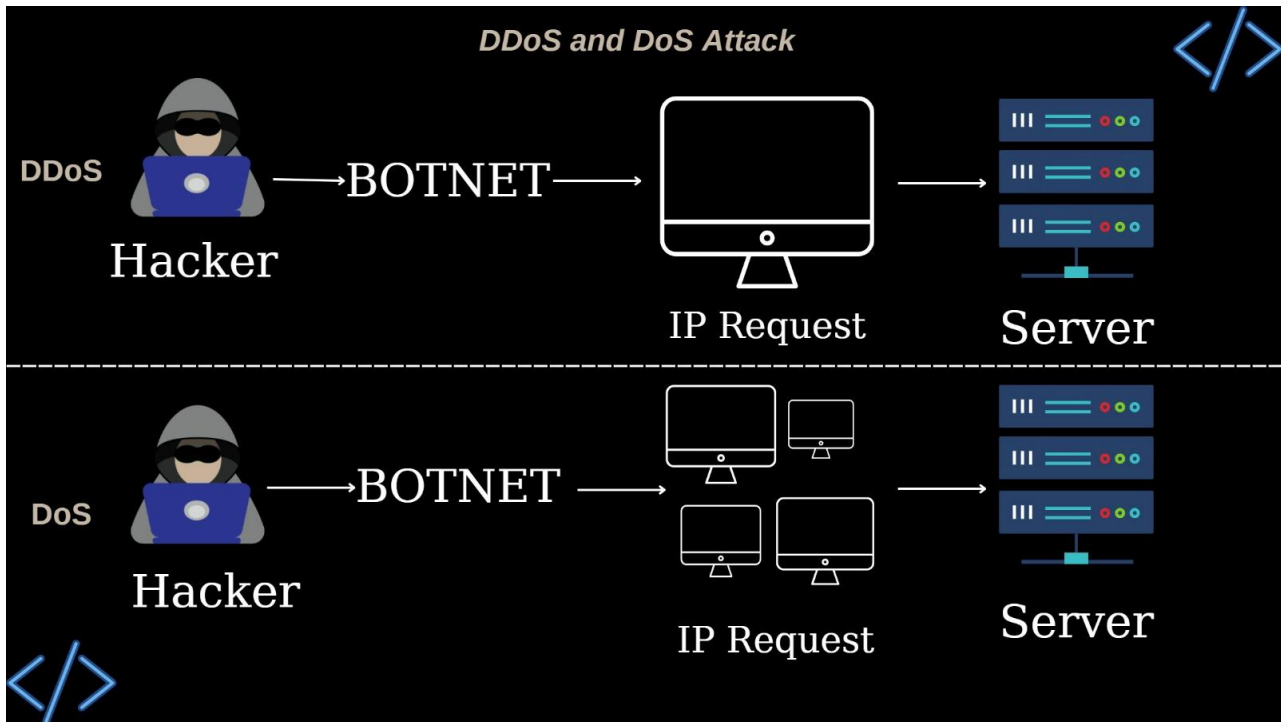 DDoS and DoS Attack
DDoS
BOTNET
Hacker
IP Request
Server
DoS
BOTNET
Hacker
IP Request
Server